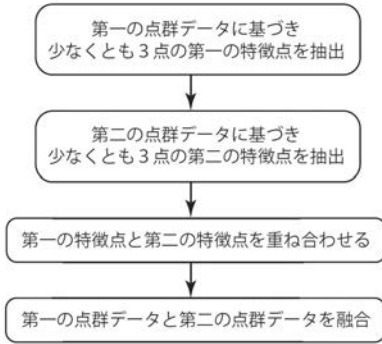 第一の点群データに基づき
少なくとも３点の第一の特徴点を抽出
第二の点群データに基づき
少なくとも３点の第二の特徴点を抽出
第一の特徴点と第二の特徴点を重ね合わせる
第一の点群データと第二の点群データを融合